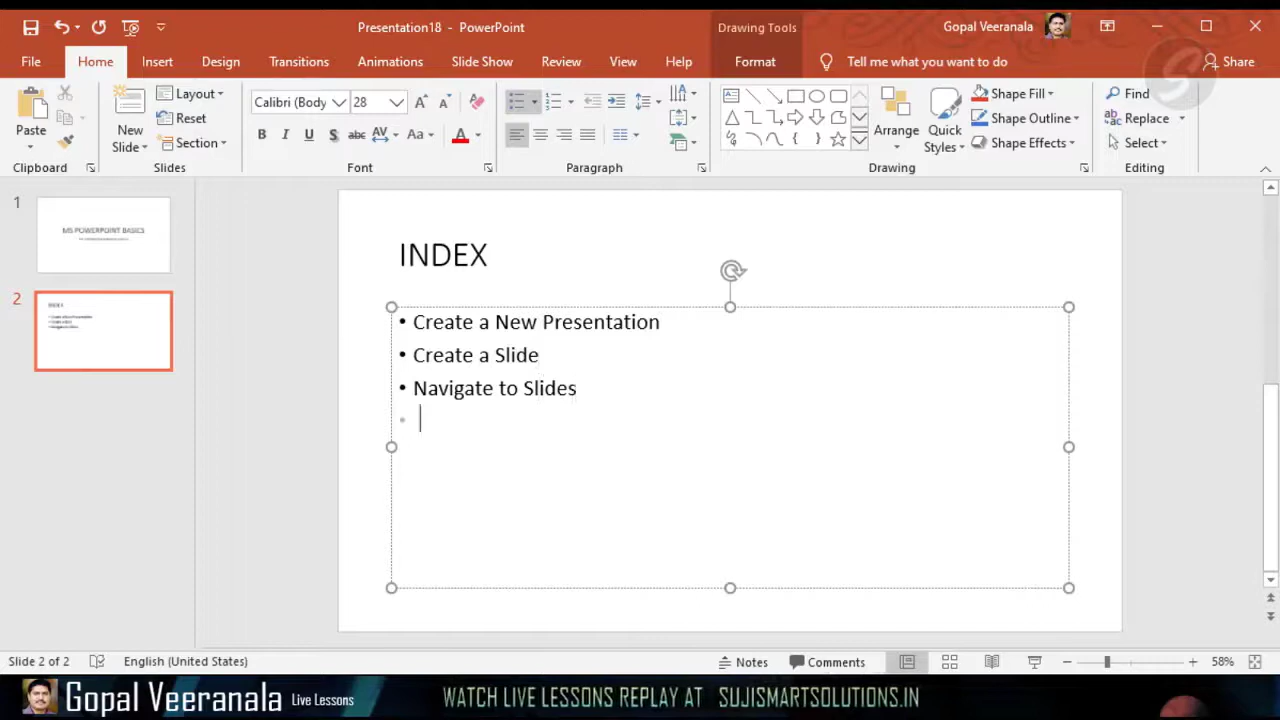 Presentation18 - PowerPoint
Drawing Tools
Gopal Veeranala
File Home Insert Design Transitions Animations Slide Show Review View Help Format Tell me what you want to do Share
Paste
Clipboard
New
Slide
Layout
Reset
Section
Slides
Calibri (Body 28
B I U S abc AV Aa A
Font
Paragraph
Arrange
Quick
Styles
Shape Fill
Shape Outline
Shape Effects
Drawing
Find
Replace
Select
Editing
1
MS POWERPOINT BASICS
2
INDEX
• Create a New Presentation
• Create a Slide
• Navigate to Slides
Slide 2 of 2 English (United States) Notes Comments 58%
Gopal Veeranala Live Lessons WATCH LIVE LESSONS REPLAY AT SUJISMARTSOLUTIONS.IN